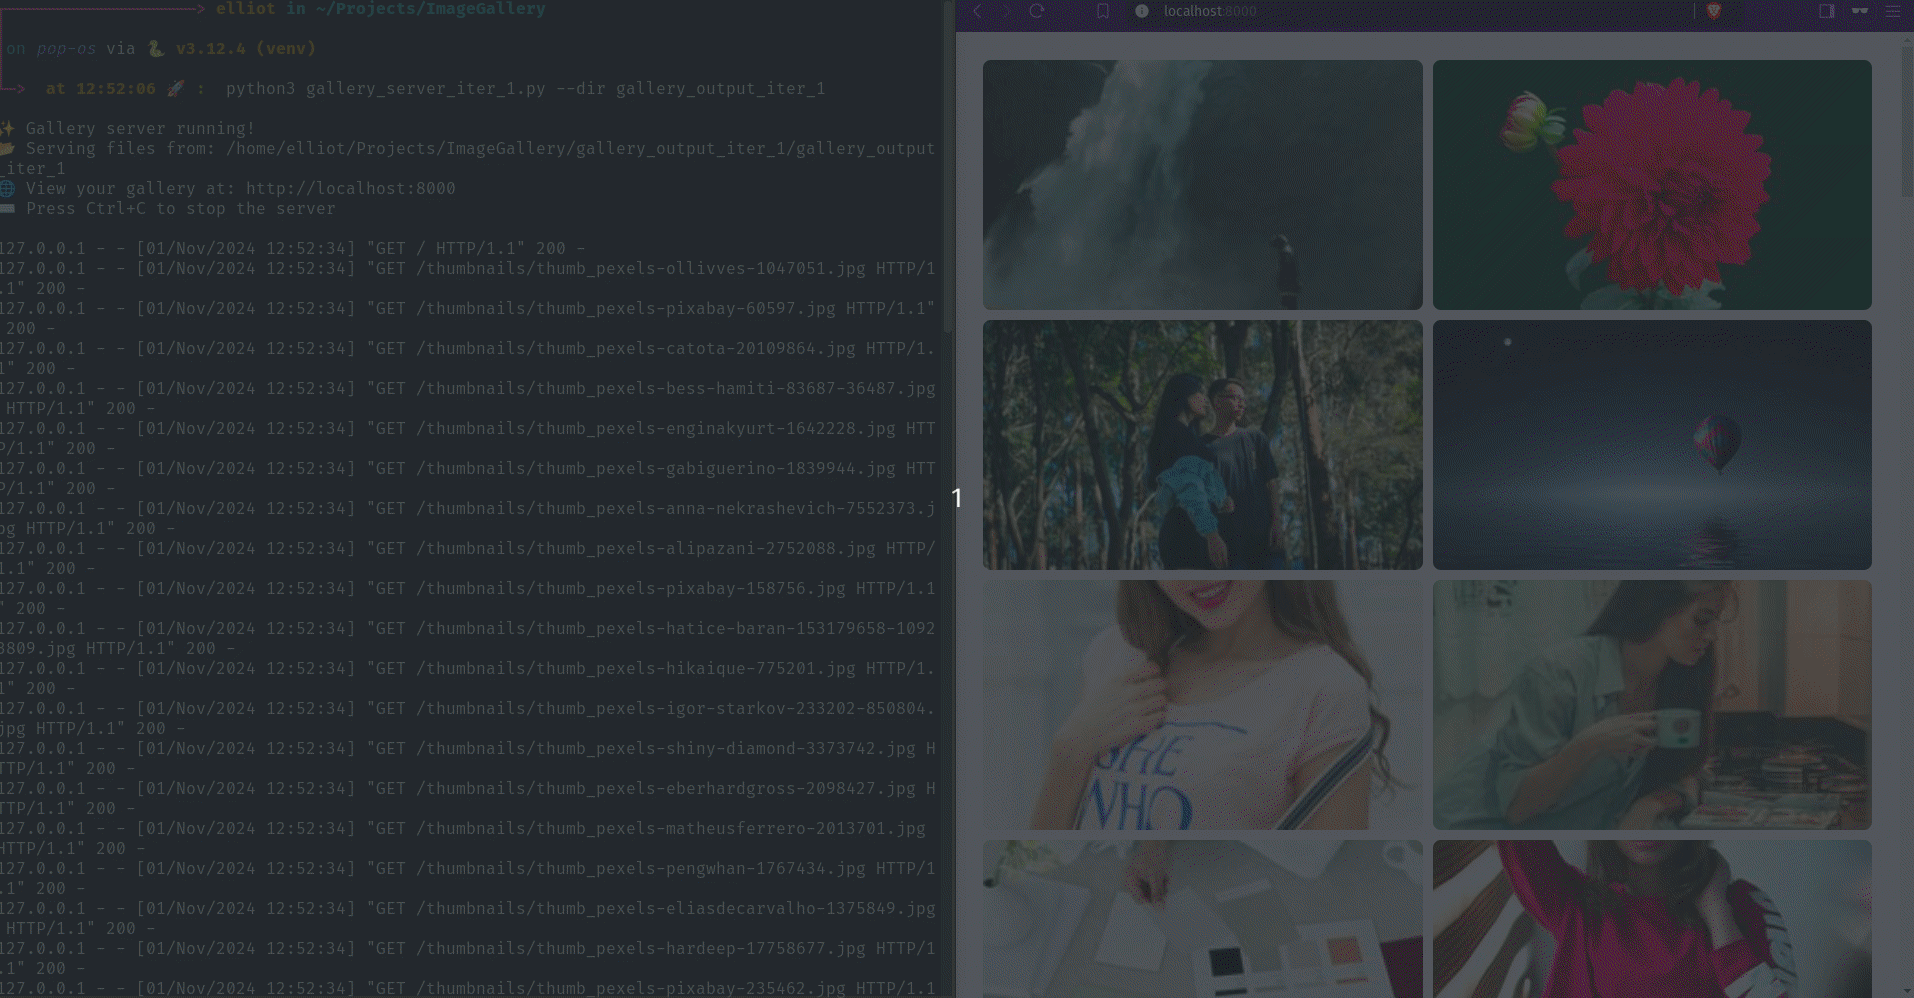 elliot in ~/Projects/ImageGallery
on pop-os via 🐍 v3.12.4 (venv)
at 12:52:06 🚀 : python3 gallery_server_iter_1.py --dir gallery_output_iter_1
✨ Gallery server running!
📂 Serving files from: /home/elliot/Projects/ImageGallery/gallery_output_iter_1/gallery_output
_iter_1
🌐 View your gallery at: http://localhost:8000
Press Ctrl+C to stop the server
127.0.0.1 - - [01/Nov/2024 12:52:34] "GET / HTTP/1.1" 200 -
127.0.0.1 - - [01/Nov/2024 12:52:34] "GET /thumbnails/thumb_pexels-ollivves-1047051.jpg HTTP/1
.1" 200 -
127.0.0.1 - - [01/Nov/2024 12:52:34] "GET /thumbnails/thumb_pexels-pixabay-60597.jpg HTTP/1.1"
200 -
127.0.0.1 - - [01/Nov/2024 12:52:34] "GET /thumbnails/thumb_pexels-catota-20109864.jpg HTTP/1.
1" 200 -
127.0.0.1 - - [01/Nov/2024 12:52:34] "GET /thumbnails/thumb_pexels-bess-hamiti-83687-36487.jpg
HTTP/1.1" 200 -
127.0.0.1 - - [01/Nov/2024 12:52:34] "GET /thumbnails/thumb_pexels-enginakyurt-1642228.jpg HTT
P/1.1" 200 -
127.0.0.1 - - [01/Nov/2024 12:52:34] "GET /thumbnails/thumb_pexels-gabiguerino-1839944.jpg HTT
P/1.1" 200 -
127.0.0.1 - - [01/Nov/2024 12:52:34] "GET /thumbnails/thumb_pexels-anna-nekrashevich-7552373.j
pg HTTP/1.1" 200 -
127.0.0.1 - - [01/Nov/2024 12:52:34] "GET /thumbnails/thumb_pexels-alipazani-2752088.jpg HTTP/
1.1" 200 -
127.0.0.1 - - [01/Nov/2024 12:52:34] "GET /thumbnails/thumb_pexels-pixabay-158756.jpg HTTP/1.1
" 200 -
127.0.0.1 - - [01/Nov/2024 12:52:34] "GET /thumbnails/thumb_pexels-hatice-baran-153179658-1092
3809.jpg HTTP/1.1" 200 -
127.0.0.1 - - [01/Nov/2024 12:52:34] "GET /thumbnails/thumb_pexels-hikaique-775201.jpg HTTP/1.
1" 200 -
127.0.0.1 - - [01/Nov/2024 12:52:34] "GET /thumbnails/thumb_pexels-igor-starkov-233202-850804.
jpg HTTP/1.1" 200 -
127.0.0.1 - - [01/Nov/2024 12:52:34] "GET /thumbnails/thumb_pexels-shiny-diamond-3373742.jpg H
TTP/1.1" 200 -
127.0.0.1 - - [01/Nov/2024 12:52:34] "GET /thumbnails/thumb_pexels-eberhardgross-2098427.jpg H
TTP/1.1" 200 -
127.0.0.1 - - [01/Nov/2024 12:52:34] "GET /thumbnails/thumb_pexels-matheusferrero-2013701.jpg
HTTP/1.1" 200 -
127.0.0.1 - - [01/Nov/2024 12:52:34] "GET /thumbnails/thumb_pexels-pengwhan-1767434.jpg HTTP/1
.1" 200 -
127.0.0.1 - - [01/Nov/2024 12:52:34] "GET /thumbnails/thumb_pexels-eliasdecarvalho-1375849.jpg
HTTP/1.1" 200 -
127.0.0.1 - - [01/Nov/2024 12:52:34] "GET /thumbnails/thumb_pexels-hardeep-17758677.jpg HTTP/1
.1" 200 -
127.0.0.1 - - [01/Nov/2024 12:52:34] "GET /thumbnails/thumb_pexels-pixabay-235462.jpg HTTP/1.1
1
localhost:8000
SHE
WHO